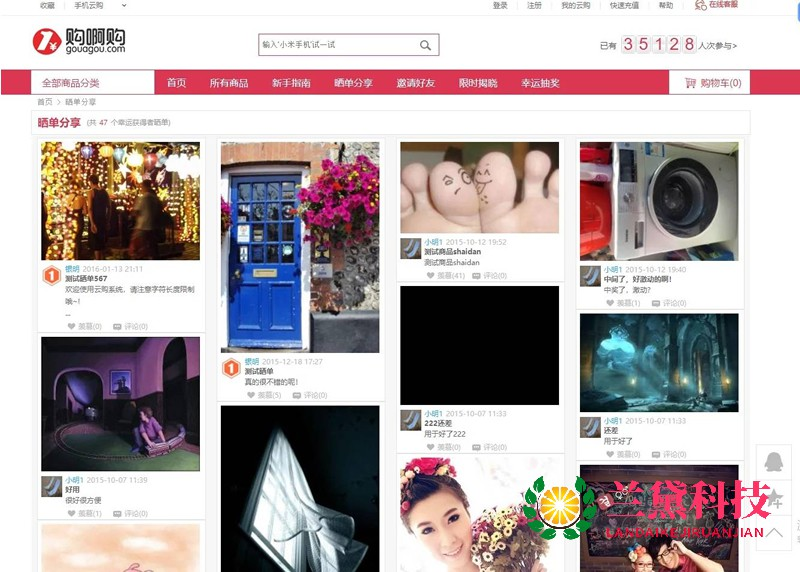 收藏 手机云购
登录 注册 我的云购 快速充值 帮助 在线客服
购啊购
gouagou.com
输入'小米手机'试一试
已有 35128 人次参与>
全部商品分类 首页 所有商品 新手指南 晒单分享 邀请好友 限时揭晓 幸运抽奖 购物车(0)
首页 > 晒单分享
晒单分享 (共 47 个幸运获得者晒单)
银明 2016-01-13 21:11
测试晒单567
欢迎使用云购系统，请注意字符长度限制
哦~!
...
羡慕(0) 评论(0)
小明1 2015-10-07 11:39
好用
很好很方便
羡慕(1) 评论(0)
银明 2015-12-18 17:27
测试晒单
真的很不错的呢！
羡慕(5) 评论(0)
小明1 2015-10-12 19:52
测试商品shaidan
测试商品shaidan
羡慕(41) 评论(0)
小明1 2015-10-07 11:33
222还差
用于好了222
羡慕(0) 评论(0)
小明1 2015-10-12 19:40
中间了，好激动的啊！
中奖了，激动？
羡慕(1) 评论(0)
小明1 2015-10-07 11:33
还差
用于好了
羡慕(0) 评论(0)
兰黛科技
LANDAIHEJIRUANJIAN